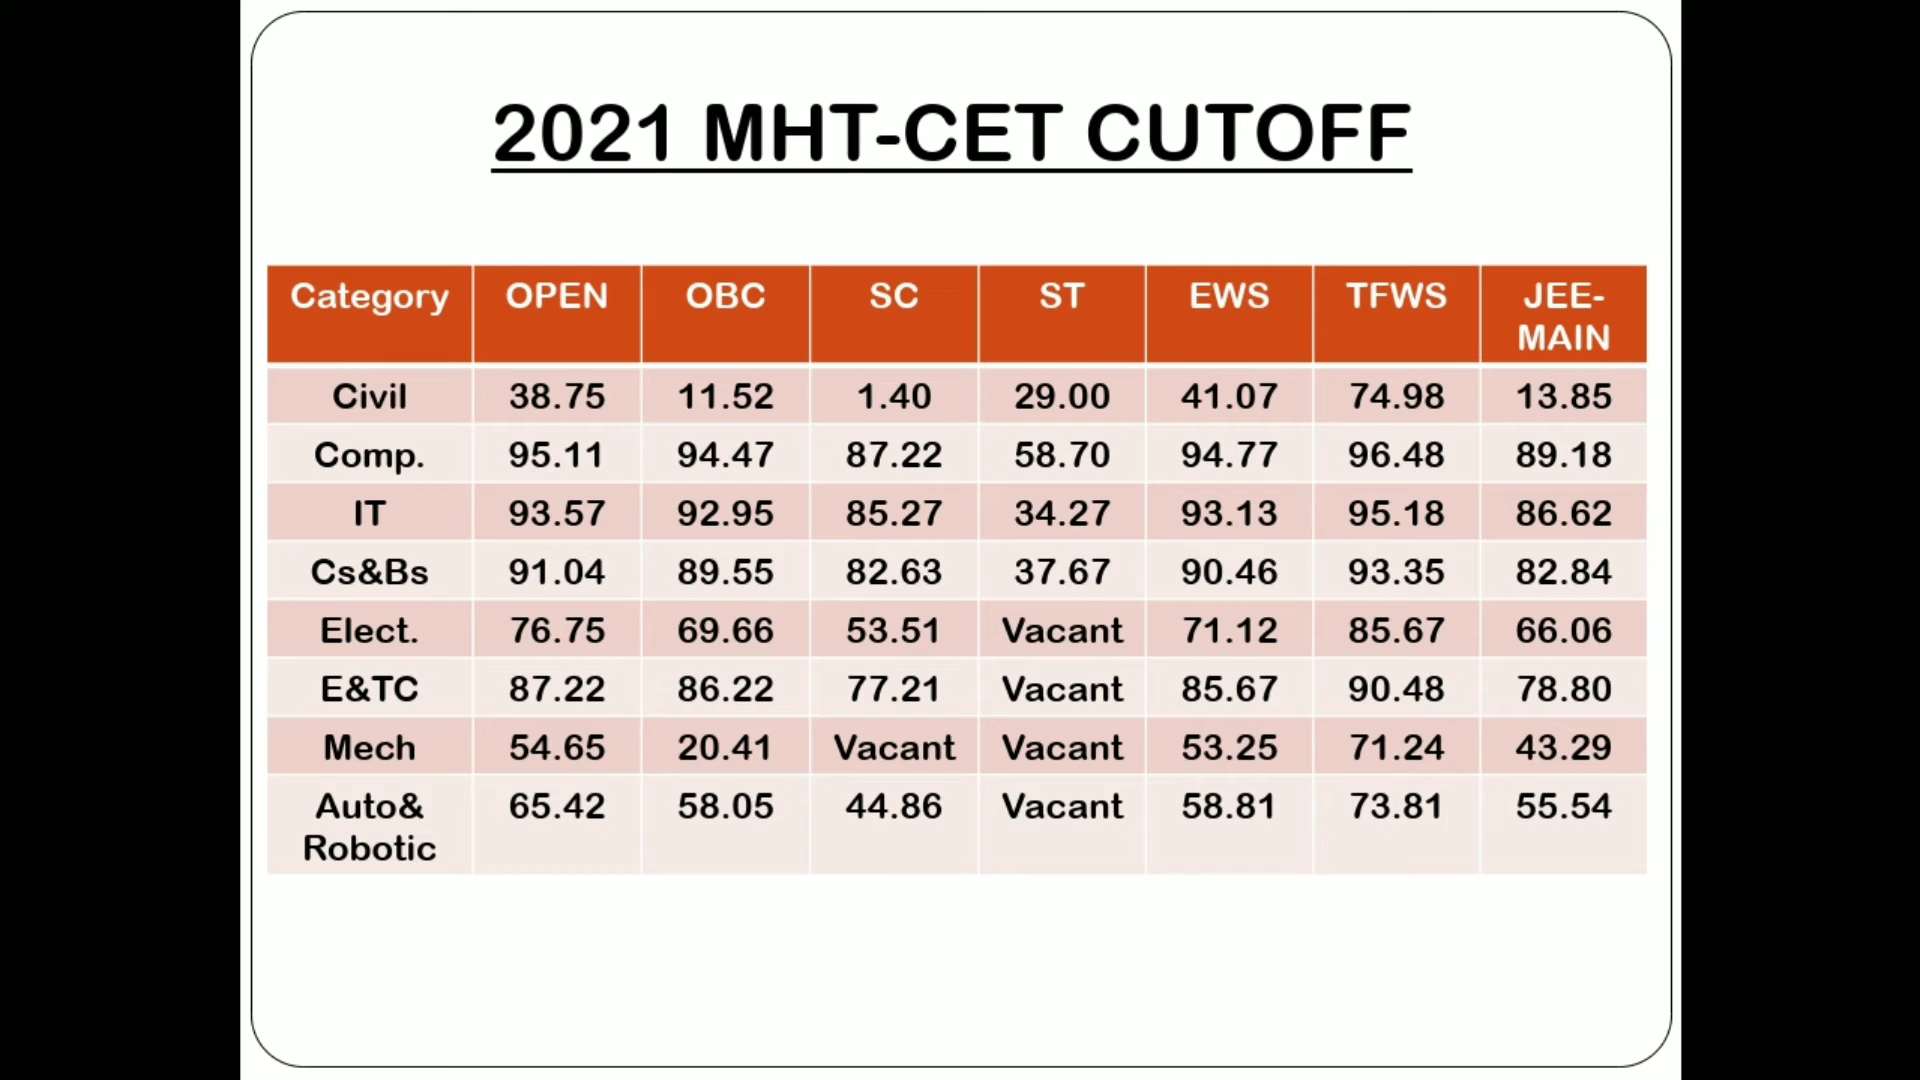 2021 MHT-CET CUTOFF
Category OPEN OBC SC ST EWS TFWS JEE-
MAIN
Civil 38.75 11.52 1.40 29.00 41.07 74.98 13.85
Comp. 95.11 94.47 87.22 58.70 94.77 96.48 89.18
IT 93.57 92.95 85.27 34.27 93.13 95.18 86.62
Cs&Bs 91.04 89.55 82.63 37.67 90.46 93.35 82.84
Elect. 76.75 69.66 53.51 Vacant 71.12 85.67 66.06
E&TC 87.22 86.22 77.21 Vacant 85.67 90.48 78.80
Mech 54.65 20.41 Vacant Vacant 53.25 71.24 43.29
Auto& 65.42 58.05 44.86 Vacant 58.81 73.81 55.54
Robotic